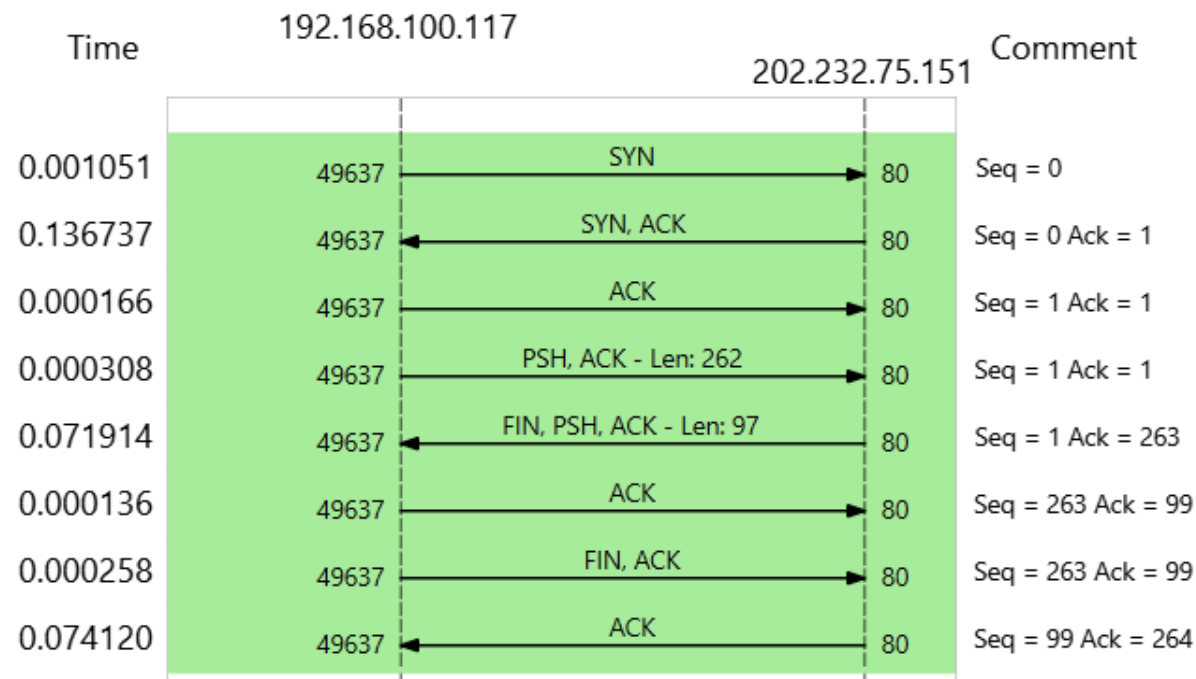 Time 192.168.100.117 202.232.75.151 Comment
0.001051 49637 SYN 80 Seq = 0
0.136737 49637 SYN, ACK 80 Seq = 0 Ack = 1
0.000166 49637 ACK 80 Seq = 1 Ack = 1
0.000308 49637 PSH, ACK - Len: 262 80 Seq = 1 Ack = 1
0.071914 49637 FIN, PSH, ACK - Len: 97 80 Seq = 1 Ack = 263
0.000136 49637 ACK 80 Seq = 263 Ack = 99
0.000258 49637 FIN, ACK 80 Seq = 263 Ack = 99
0.074120 49637 ACK 80 Seq = 99 Ack = 264